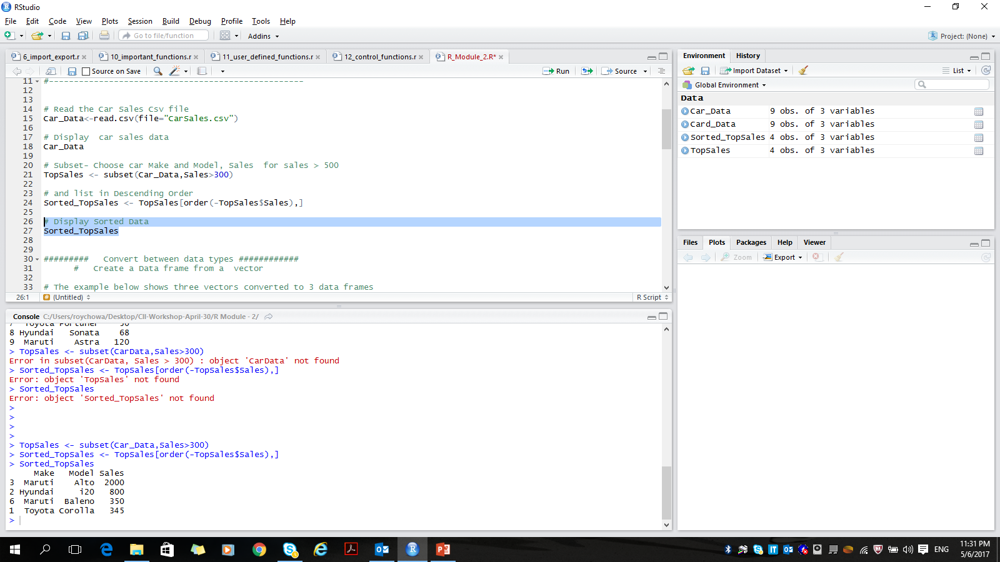 RStudio
File Edit Code View Plots Session Build Debug Profile Tools Help
Go to file/function Addins Project: (None)
6_import_export.r 10_important_functions.r 11_user_defined_functions.r 12_control_functions.r R_Module_2.R*
Source on Save Run Source
11 #---------------------------------------------------
12
13
14 # Read the Car Sales Csv file
15 Car_Data<-read.csv(file="CarSales.csv")
16
17 # Display  car sales data
18 Car_Data
19
20 # Subset- Choose car Make and Model, Sales  for sales > 500
21 TopSales <- subset(Car_Data,Sales>300)
22
23 # and list in Descending Order
24 Sorted_TopSales <- TopSales[order(-TopSales$Sales),]
25
26 # Display Sorted Data
27 Sorted_TopSales
28
29
30 #########   Convert between data types ############
31       #   Create a Data frame from a  vector
32
33 # The example below shows three vectors converted to 3 data frames
26:1 # (Untitled) R Script
Console C:/Users/roychowa/Desktop/CII-Workshop-April-30/R Module - 2/
7  Toyota Fortuner    50
8 Hyundai   Sonata    68
9  Maruti    Astra   120
> TopSales <- subset(CarData,Sales>300)
Error in subset(CarData, Sales > 300) : object 'CarData' not found
> Sorted_TopSales <- TopSales[order(-TopSales$Sales),]
Error: object 'TopSales' not found
> Sorted_TopSales
Error: object 'Sorted_TopSales' not found
>
>
>
>
> TopSales <- subset(Car_Data,Sales>300)
> Sorted_TopSales <- TopSales[order(-TopSales$Sales),]
> Sorted_TopSales
     Make   Model Sales
3  Maruti    Alto  2000
2 Hyundai     i20   800
6  Maruti  Baleno   350
1  Toyota Corolla   345
>
Environment History
Import Dataset List
Global Environment
Data
Car_Data 9 obs. of 3 variables
Card_Data 9 obs. of 3 variables
Sorted_TopSales 4 obs. of 3 variables
TopSales 4 obs. of 3 variables
Files Plots Packages Help Viewer
Zoom Export
ENG
11:31 PM
5/6/2017